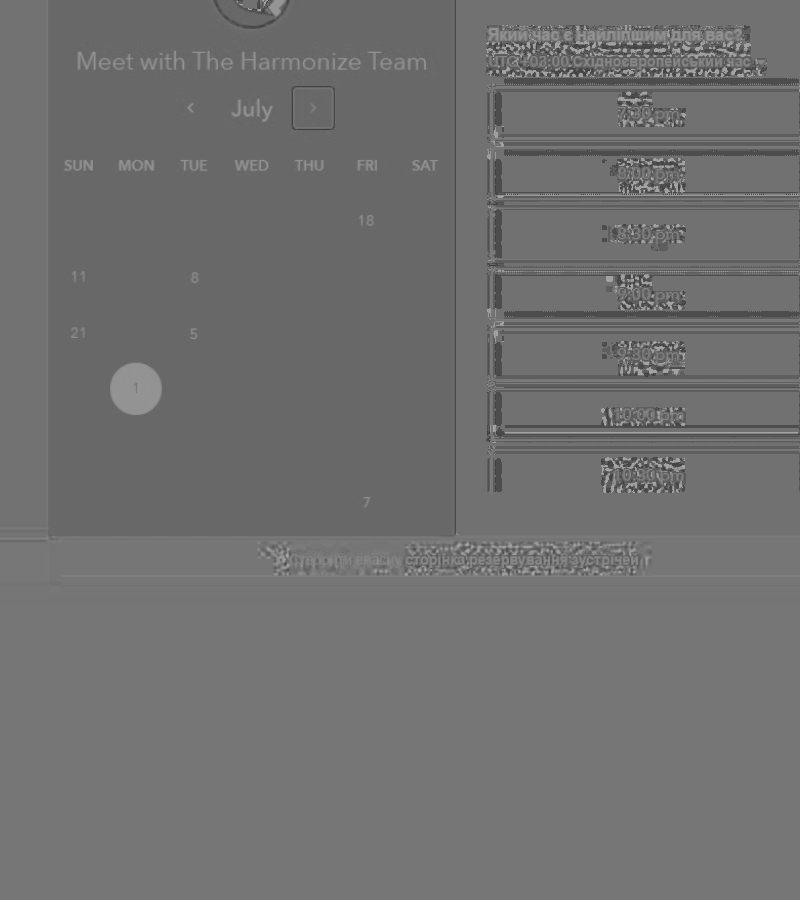 Meet with The Harmonize Team
July
SUN MON TUE WED THU FRI SAT
18
11 8
21 5
1
7
Який час є найліпшим для вас?
UTC +03:00 Східноєвропейський час
7:30 pm
8:00 pm
8:30 pm
9:00 pm
9:30 pm
10:00 pm
10:30 pm
сторінка резервування зустрічей